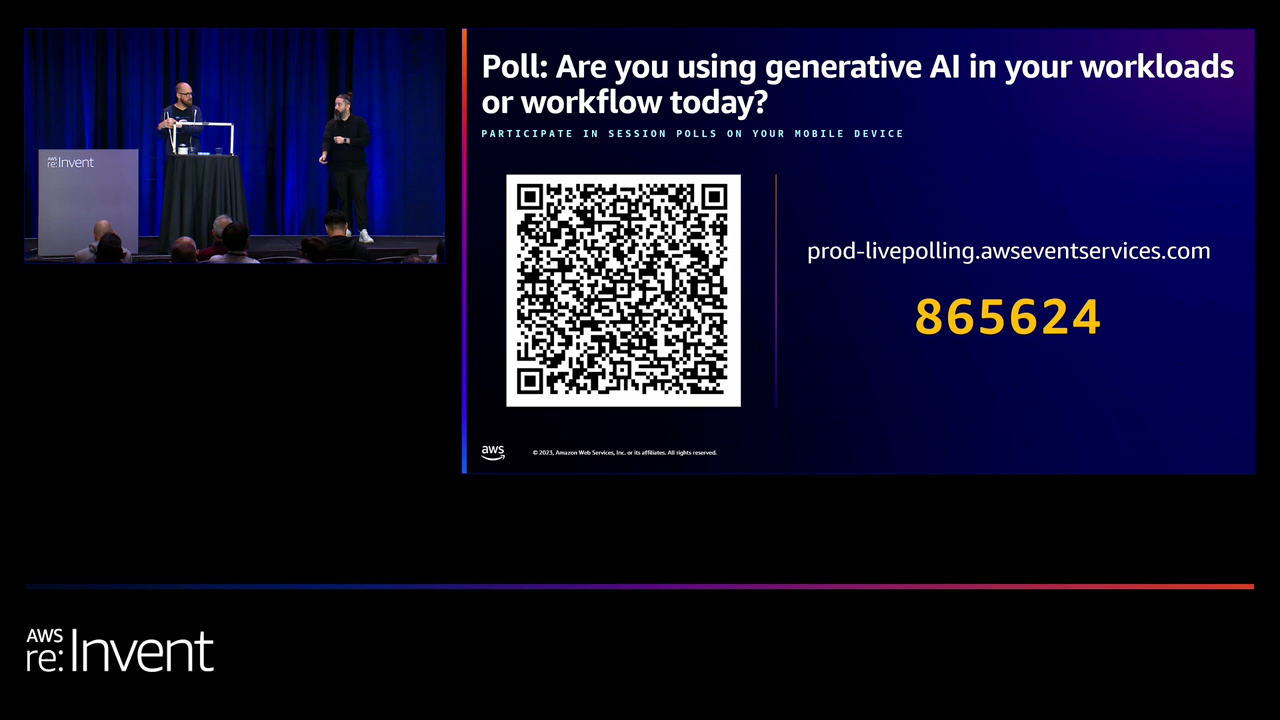 AWS
re:Invent
Poll: Are you using generative AI in your workloads
or workflow today?
PARTICIPATE IN SESSION POLLS ON YOUR MOBILE DEVICE
prod-livepolling.awseventservices.com
865624
aws
© 2023, Amazon Web Services, Inc. or its affiliates. All rights reserved.
AWS
re:Invent